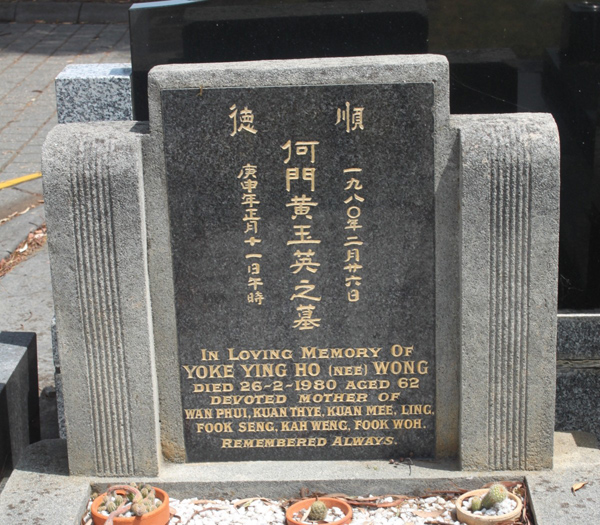 順德
一九八〇年二月廿六日
何門黃玉英之墓
庚申年正月十一日午時
IN LOVING MEMORY OF
YOKE YING HO (NEÉ) WONG
DIED 26-2-1980 AGED 62
DEVOTED MOTHER OF
WAN PHUI, KUAN THYE, KUAN MEE, LING,
FOOK SENG, KAH WENG, FOOK WOH.
REMEMBERED ALWAYS.